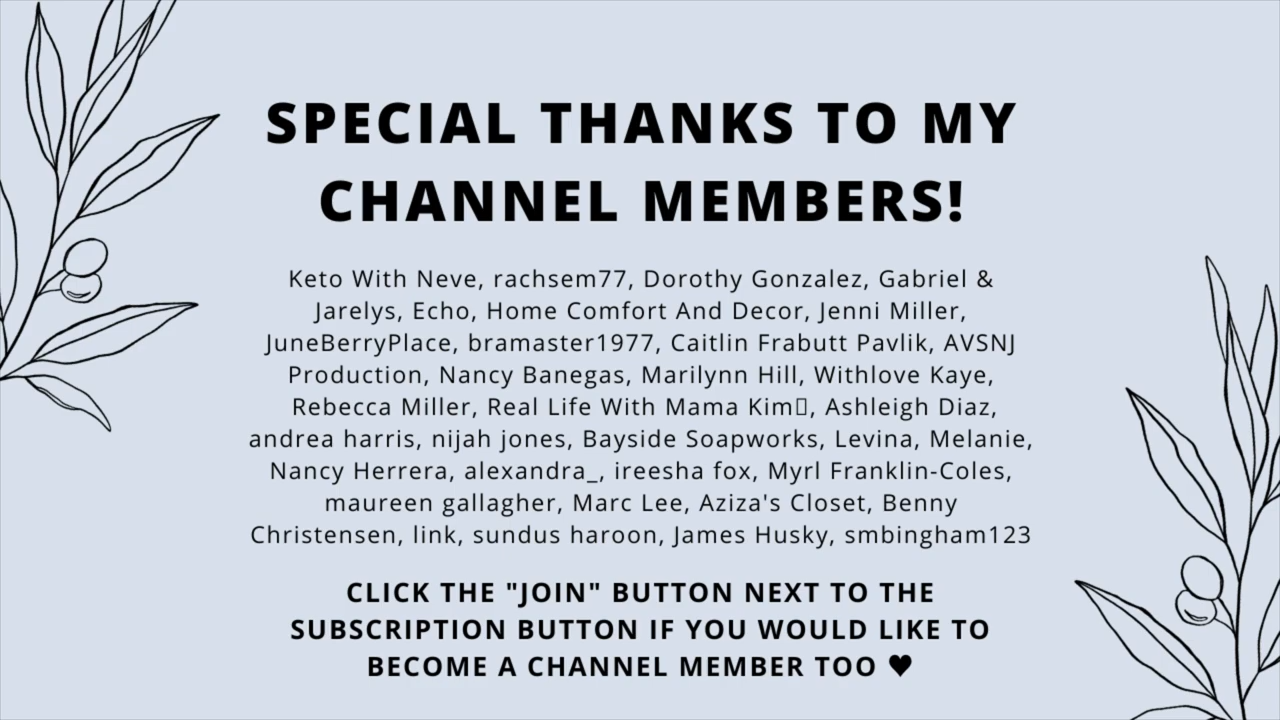 SPECIAL THANKS TO MY
CHANNEL MEMBERS!
Keto With Neve, rachsem77, Dorothy Gonzalez, Gabriel &
Jarelys, Echo, Home Comfort And Decor, Jenni Miller,
JuneBerryPlace, bramaster1977, Caitlin Frabutt Pavlik, AVSNJ
Production, Nancy Banegas, Marilynn Hill, Withlove Kaye,
Rebecca Miller, Real Life With Mama Kim▯, Ashleigh Diaz,
andrea harris, nijah jones, Bayside Soapworks, Levina, Melanie,
Nancy Herrera, alexandra_, ireesha fox, Myrl Franklin-Coles,
maureen gallagher, Marc Lee, Aziza's Closet, Benny
Christensen, link, sundus haroon, James Husky, smbingham123
CLICK THE "JOIN" BUTTON NEXT TO THE
SUBSCRIPTION BUTTON IF YOU WOULD LIKE TO
BECOME A CHANNEL MEMBER TOO ♥